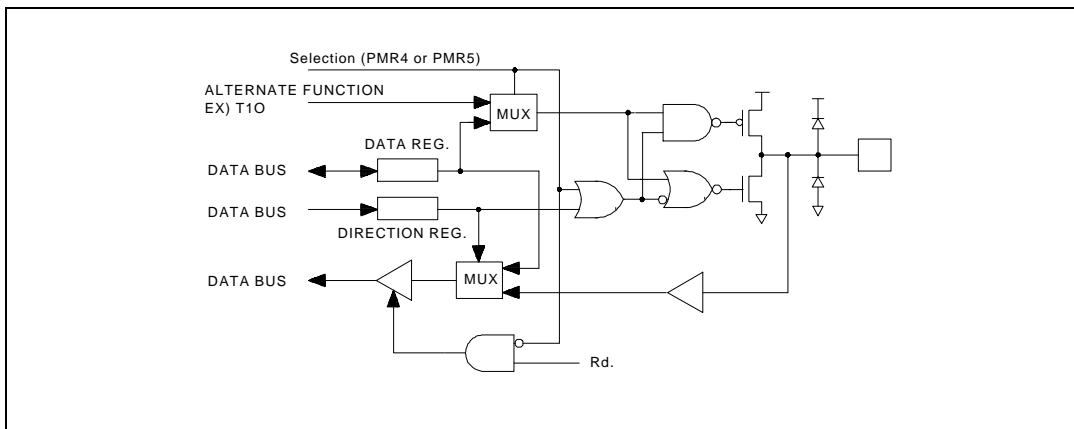 Selection (PMR4 or PMR5)
ALTERNATE FUNCTION
EX) T1O
MUX
DATA REG.
DATA BUS
DATA BUS
DIRECTION REG.
DATA BUS
MUX
Rd.